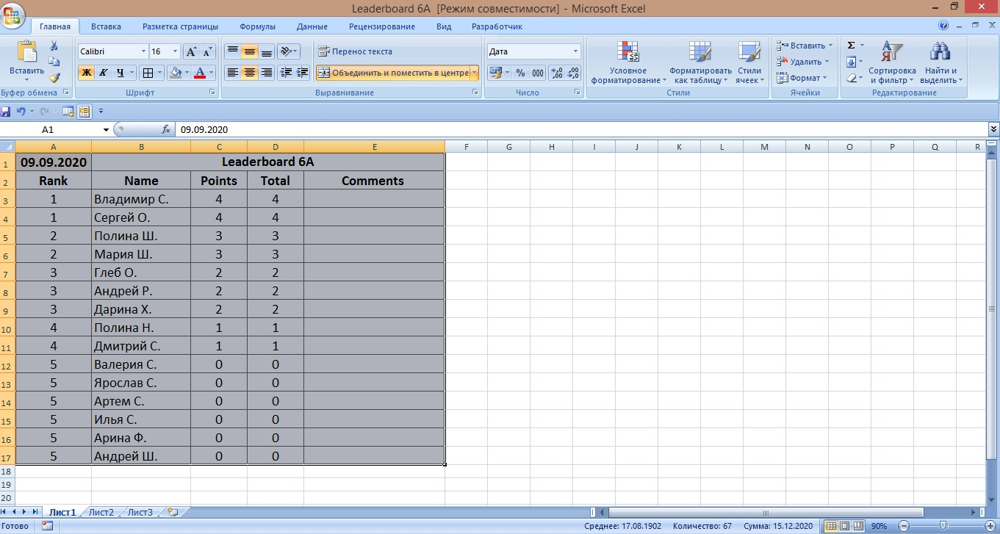 Leaderboard 6A [Режим совместимости] - Microsoft Excel
Главная Вставка Разметка страницы Формулы Данные Рецензирование Вид Разработчик
Вставить
Буфер обмена
Calibri 16
Ж К Ч
Шрифт
Перенос текста
Объединить и поместить в центре
Выравнивание
Дата
% 000
Число
Условное форматирование
Форматировать как таблицу
Стили ячеек
Стили
Вставить
Удалить
Формат
Ячейки
Сортировка и фильтр
Найти и выделить
Редактирование
A1 fx 09.09.2020
A B C D E F G H I J K L M N O P Q R
1 09.09.2020 Leaderboard 6A
2 Rank Name Points Total Comments
3 1 Владимир С. 4 4
4 1 Сергей О. 4 4
5 2 Полина Ш. 3 3
6 2 Мария Ш. 3 3
7 3 Глеб О. 2 2
8 3 Андрей Р. 2 2
9 3 Дарина Х. 2 2
10 4 Полина Н. 1 1
11 4 Дмитрий С. 1 1
12 5 Валерия С. 0 0
13 5 Ярослав С. 0 0
14 5 Артем С. 0 0
15 5 Илья С. 0 0
16 5 Арина Ф. 0 0
17 5 Андрей Ш. 0 0
18
19
20
Лист1 Лист2 Лист3
Готово Среднее: 17.08.1902 Количество: 67 Сумма: 15.12.2020 90%